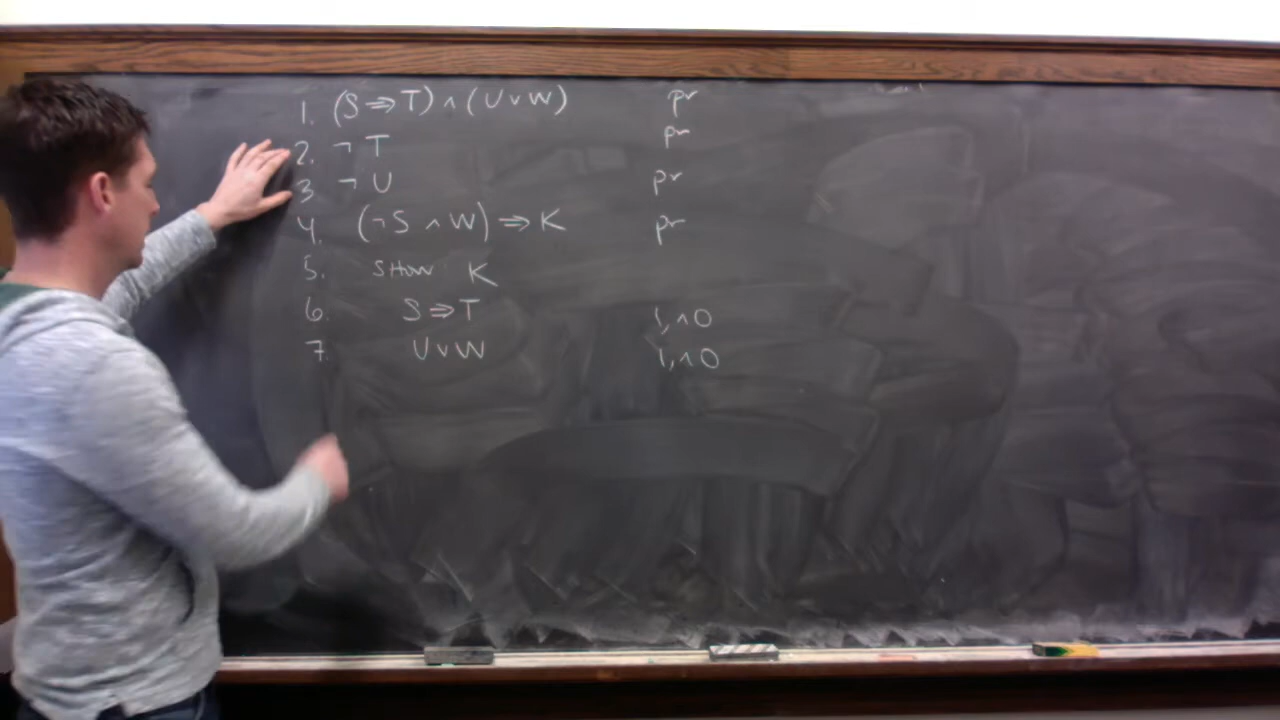 1. (S ⇒ T) ∧ (U ∨ W) pr
2. ¬ T pr
3 ¬ U pr
4. (¬S ∧ W) ⇒ K pr
5. SHOW K
6. S ⇒ T 1, ∧O
7. U ∨ W 1, ∧O